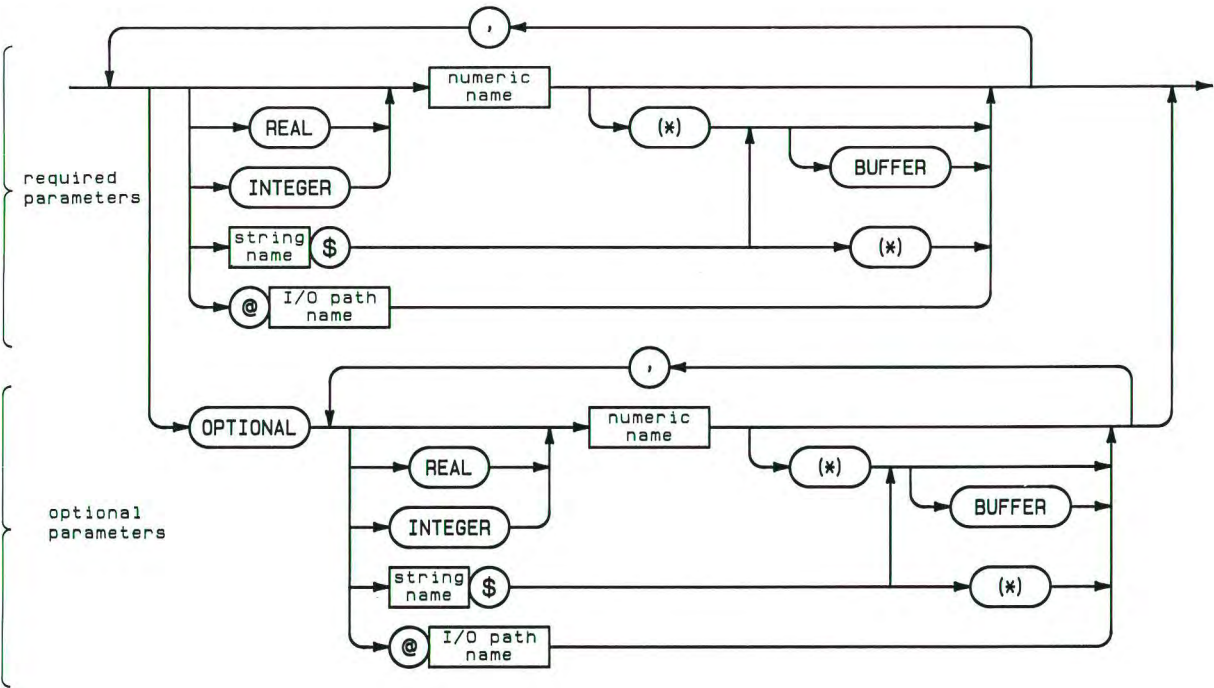 ,
numeric
name
REAL
(*)
INTEGER
BUFFER
required
parameters
string
name
$
(*)
@
I/O path
name
,
OPTIONAL
numeric
name
REAL
(*)
INTEGER
BUFFER
optional
parameters
string
name
$
(*)
@
I/O path
name